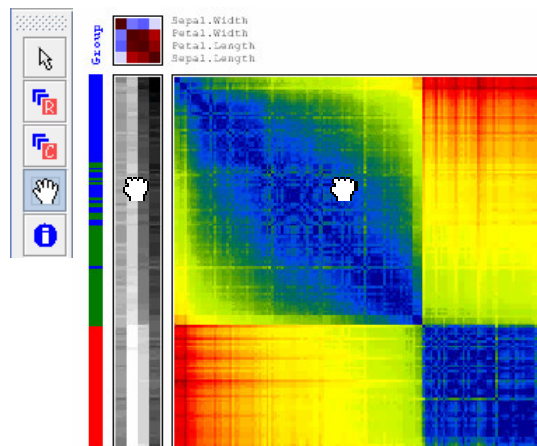 Group
Sepal.Width
Petal.Width
Petal.Length
Sepal.Length
R
C
i